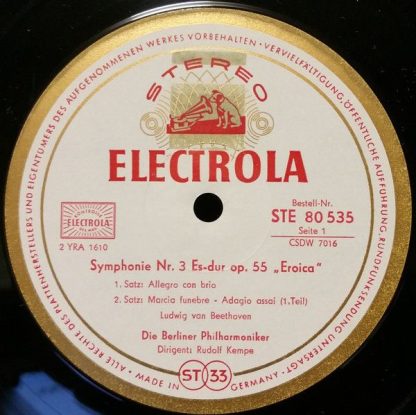 ALLE RECHTE DES PLATTENHERSTELLERS UND EIGENTÜMERS DES AUFGENOMMENEN WERKES VORBEHALTEN · VERVIELFÄLTIGUNG, ÖFFENTLICHE AUFFÜHRUNG, RUNDFUNKSENDUNG UNTERSAGT ·
STEREO
ELECTROLA
Bestell-Nr.
STE 80 535
Seite 1
CSDW 7016
ELECTROLA
2 YRA 1610
Symphonie Nr. 3 Es-dur op. 55 „Eroica"
1. Satz: Allegro con brio
2. Satz: Marcia funebre - Adagio assai (1. Teil)
Ludwig van Beethoven
Die Berliner Philharmoniker
Dirigent: Rudolf Kempe
MADE IN GERMANY
ST 33